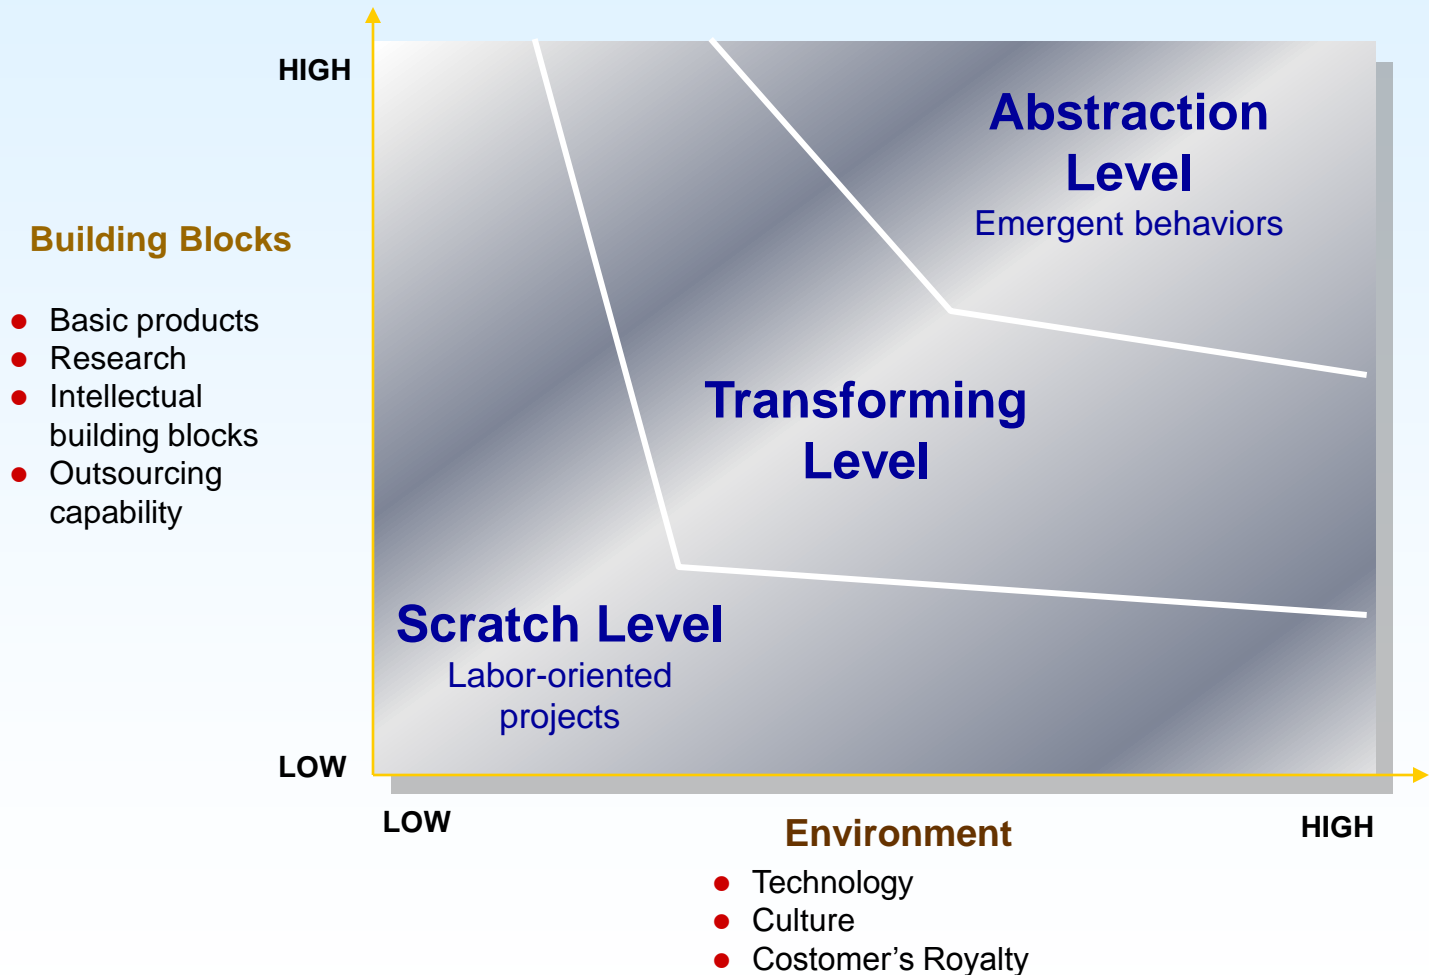 HIGH
Abstraction
Level
Emergent behaviors
Building Blocks
● Basic products
● Research
● Intellectual
building blocks
● Outsourcing
capability
Transforming
Level
Scratch Level
Labor-oriented
projects
LOW
LOW
Environment
HIGH
● Technology
● Culture
● Costomer's Royalty